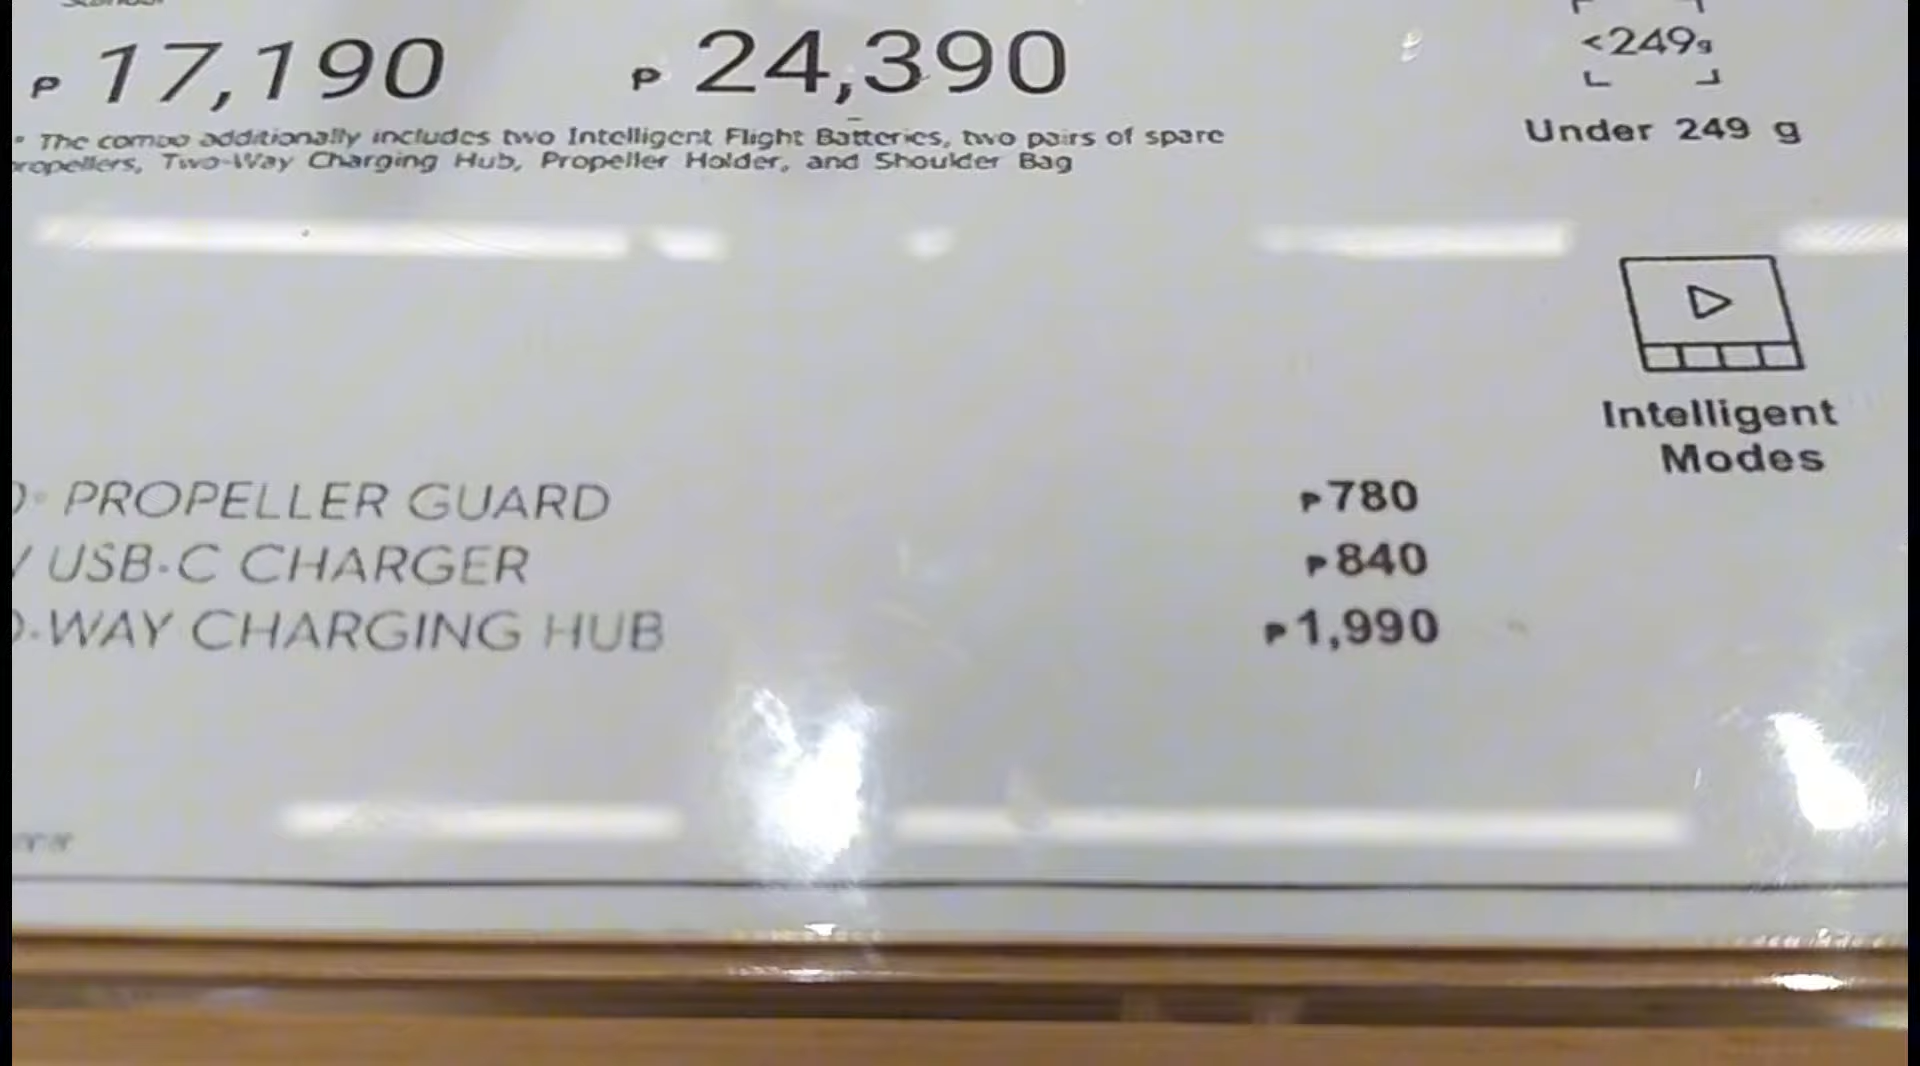 ₱ 17,190 ₱ 24,390
<249g
Under 249 g
* The combo additionally includes two Intelligent Flight Batteries, two pairs of spare
propellers, Two-Way Charging Hub, Propeller Holder, and Shoulder Bag
Intelligent
Modes
° PROPELLER GUARD ₱780
USB-C CHARGER ₱840
-WAY CHARGING HUB ₱1,990